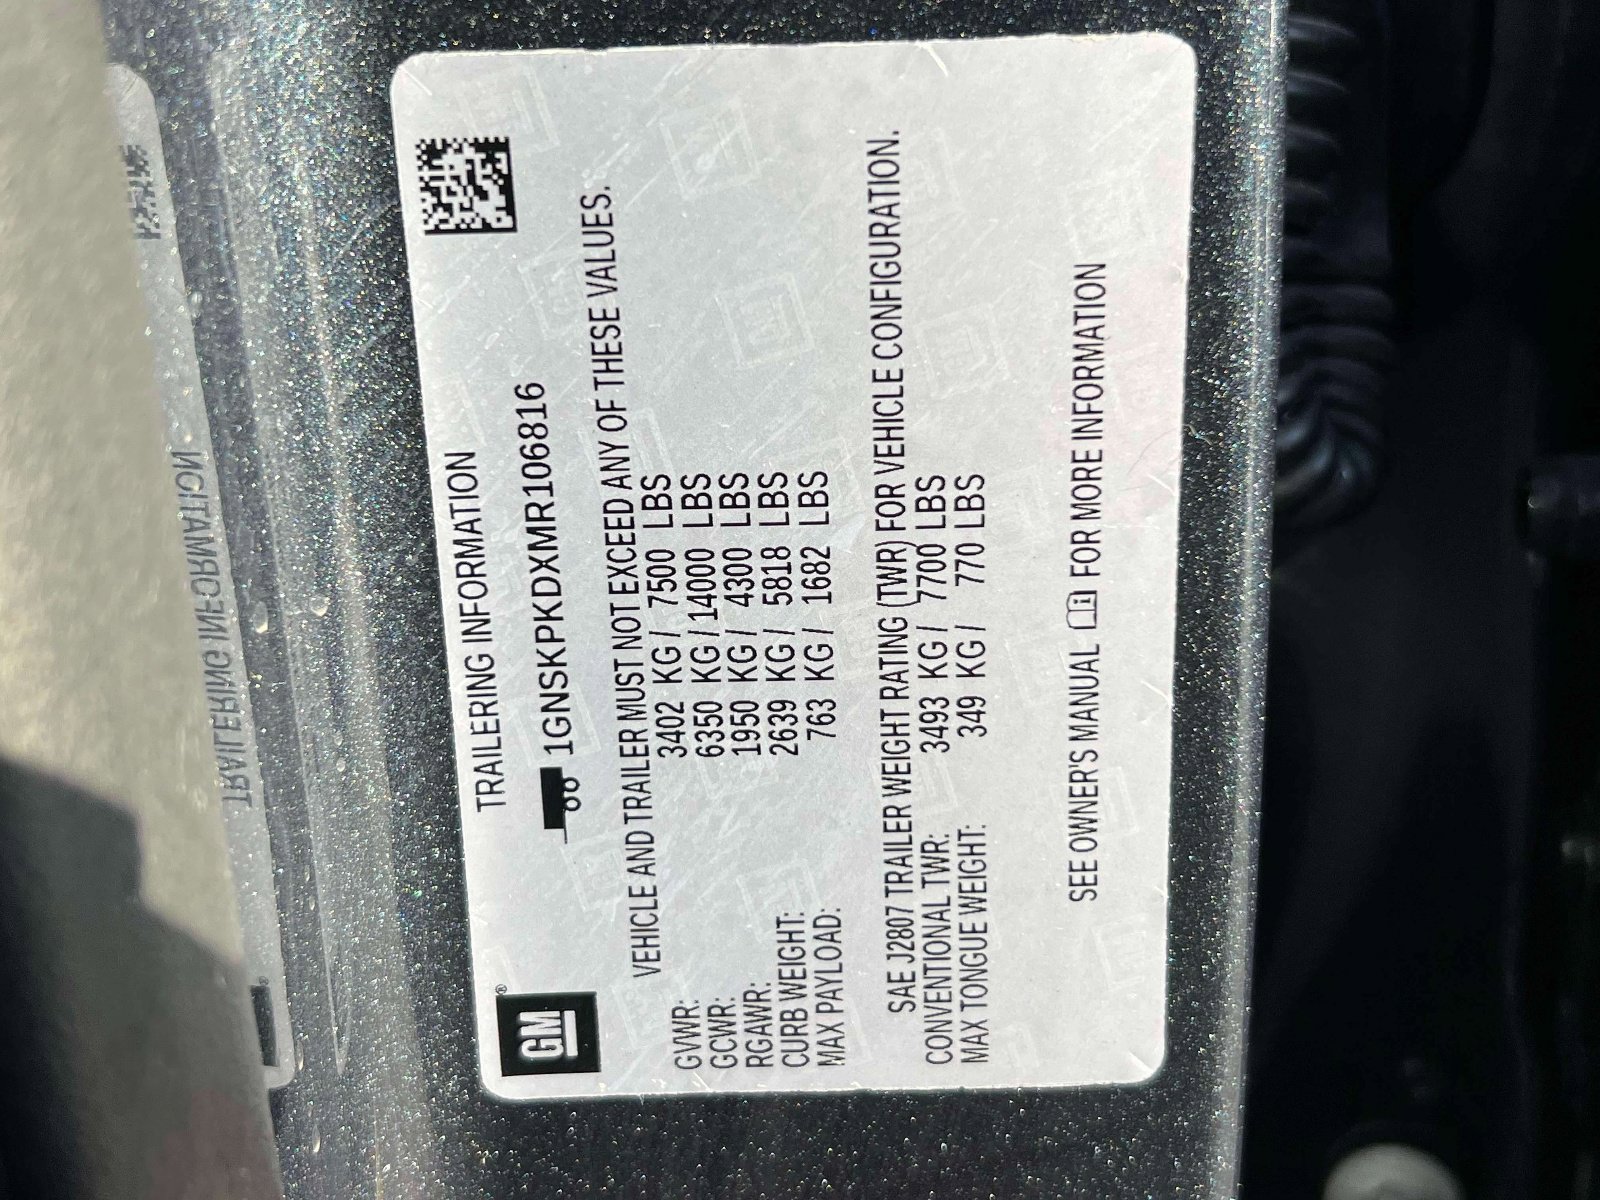 GM®
TRAILERING INFORMATION
1GNSKPKDXMR106816
VEHICLE AND TRAILER MUST NOT EXCEED ANY OF THESE VALUES.
GVWR: 3402 KG / 7500 LBS
GCWR: 6350 KG / 14000 LBS
RGAWR: 1950 KG / 4300 LBS
CURB WEIGHT: 2639 KG / 5818 LBS
MAX PAYLOAD: 763 KG / 1682 LBS
SAE J2807 TRAILER WEIGHT RATING (TWR) FOR VEHICLE CONFIGURATION.
CONVENTIONAL TWR: 3493 KG / 7700 LBS
MAX TONGUE WEIGHT: 349 KG / 770 LBS
SEE OWNER'S MANUAL FOR MORE INFORMATION
TRAILERING INFORMATION